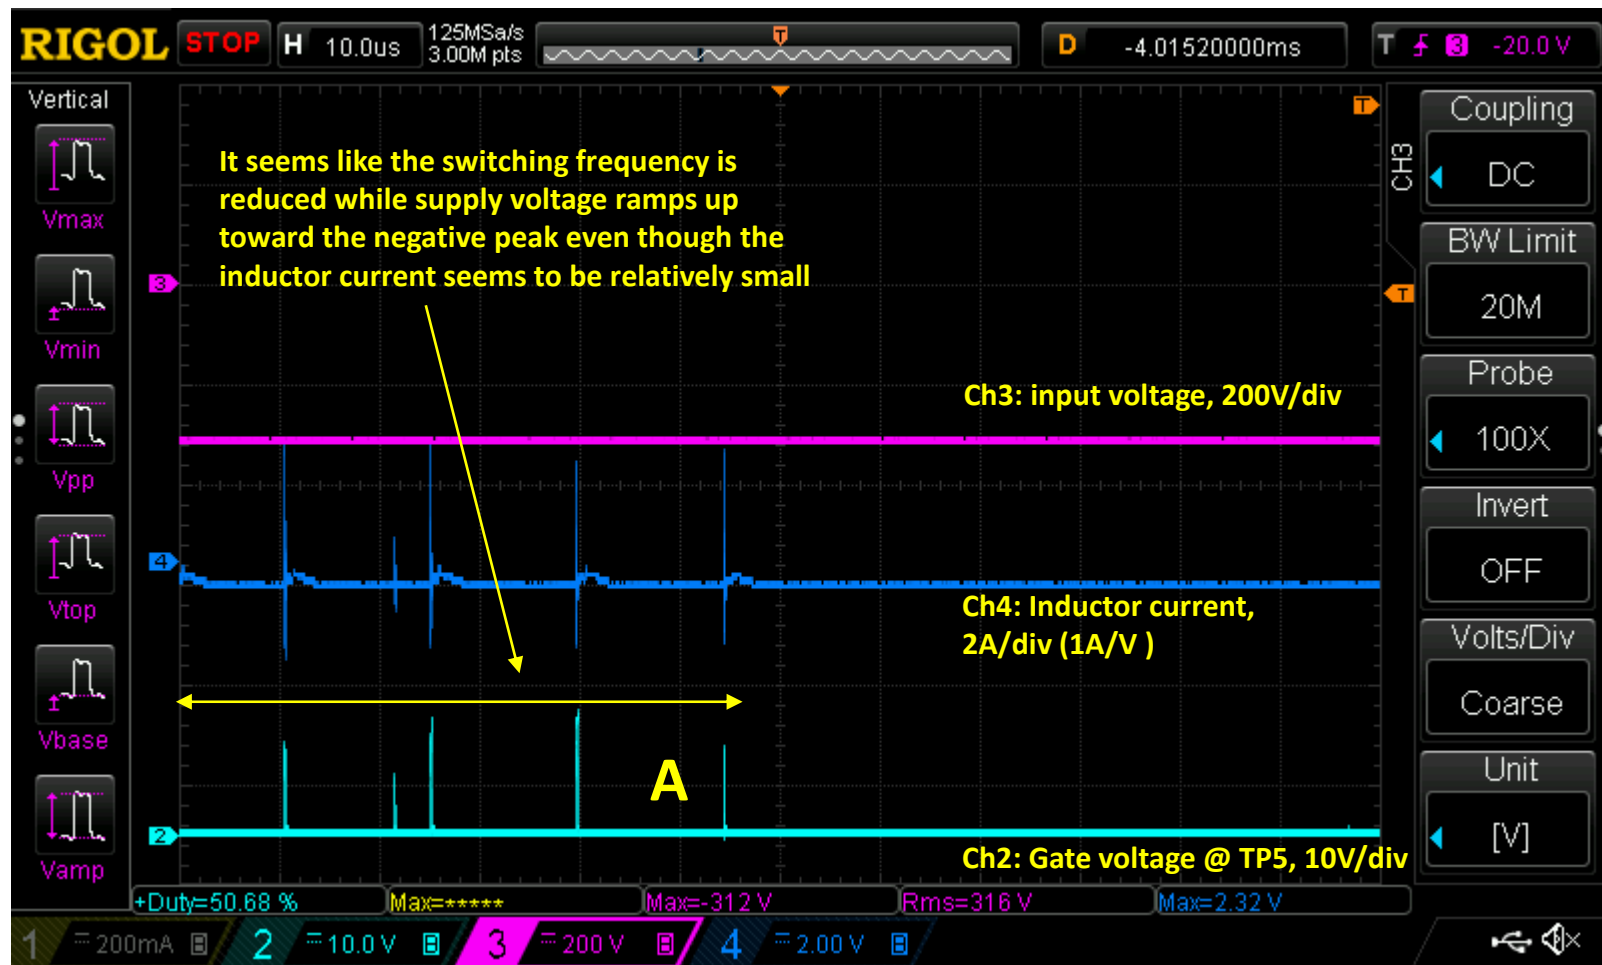 RIGOL STOP H 10.0us 125MSa/s 3.00M pts T D -4.01520000ms T 3 -20.0 V
Vertical
Vmax
Vmin
Vpp
Vtop
Vbase
Vamp
It seems like the switching frequency is
reduced while supply voltage ramps up
toward the negative peak even though the
inductor current seems to be relatively small
T
3
T
4
2
Ch3: input voltage, 200V/div
Ch4: Inductor current,
2A/div (1A/V )
A
Ch2: Gate voltage @ TP5, 10V/div
CH3
Coupling
DC
BW Limit
20M
Probe
100X
Invert
OFF
Volts/Div
Coarse
Unit
[V]
+Duty=50.68 % Max=***** Max=-312 V Rms=316 V Max=2.32 V
1 200mA B 2 10.0 V B 3 200 V B 4 2.00 V B